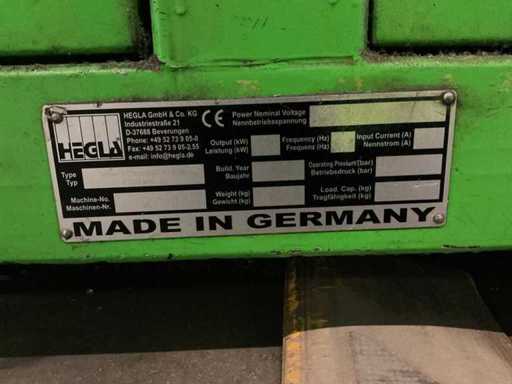 HEGLA
HEGLA GmbH & Co. KG
Industriestraße 21
D-37688 Beverungen
Phone: +49 52 73 9 05-0
Fax: +49 52 73 9 05-2.55
e-mail: info@hegla.de
CE
Power Nominal Voltage
Nennbetriebsspannung
Output (kW)
Leistung (kW)
Frequency (Hz)
Frequenz (Hz)
Input Current (A)
Nennstrom (A)
Type
Typ
Build. Year
Baujahr
Operating Pressure (bar)
Betriebedruck (bar)
Machine-No.
Maschinen-Nr.
Weight (kg)
Gewicht (kg)
Load. Cap. (kg)
Tragfähigkeit (kg)
MADE IN GERMANY